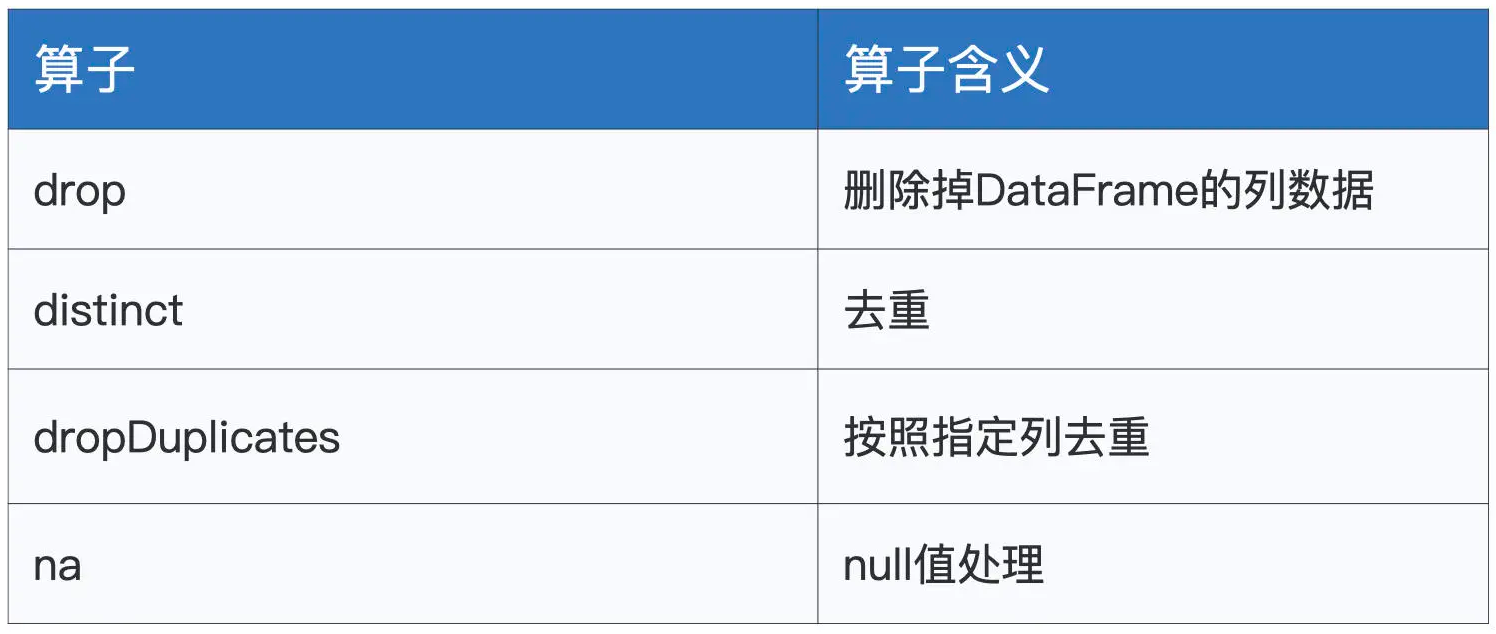 算子
算子含义
drop
删除掉DataFrame的列数据
distinct
去重
dropDuplicates
按照指定列去重
na
null值处理